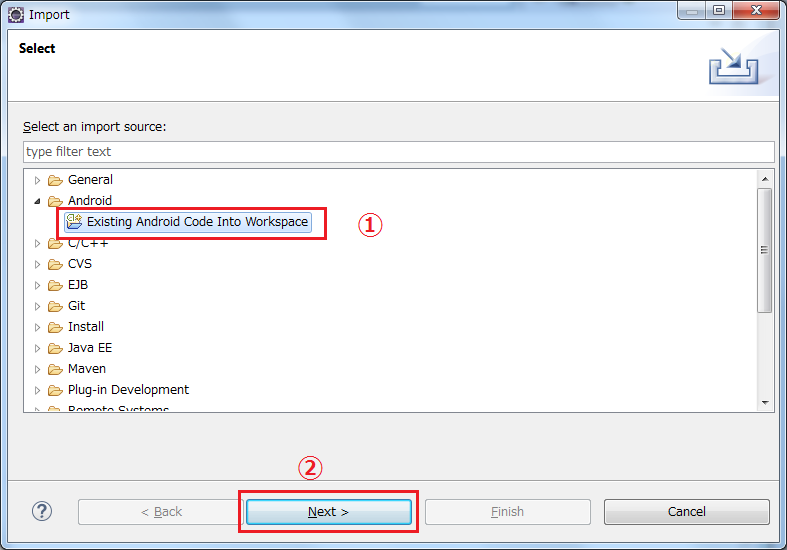 Import
Select
Select an import source:
type filter text
General
Android
Existing Android Code Into Workspace
①
C/C++
CVS
EJB
Git
Install
Java EE
Maven
Plug-in Development
Remote Systems
②
?
< Back
Next >
Finish
Cancel